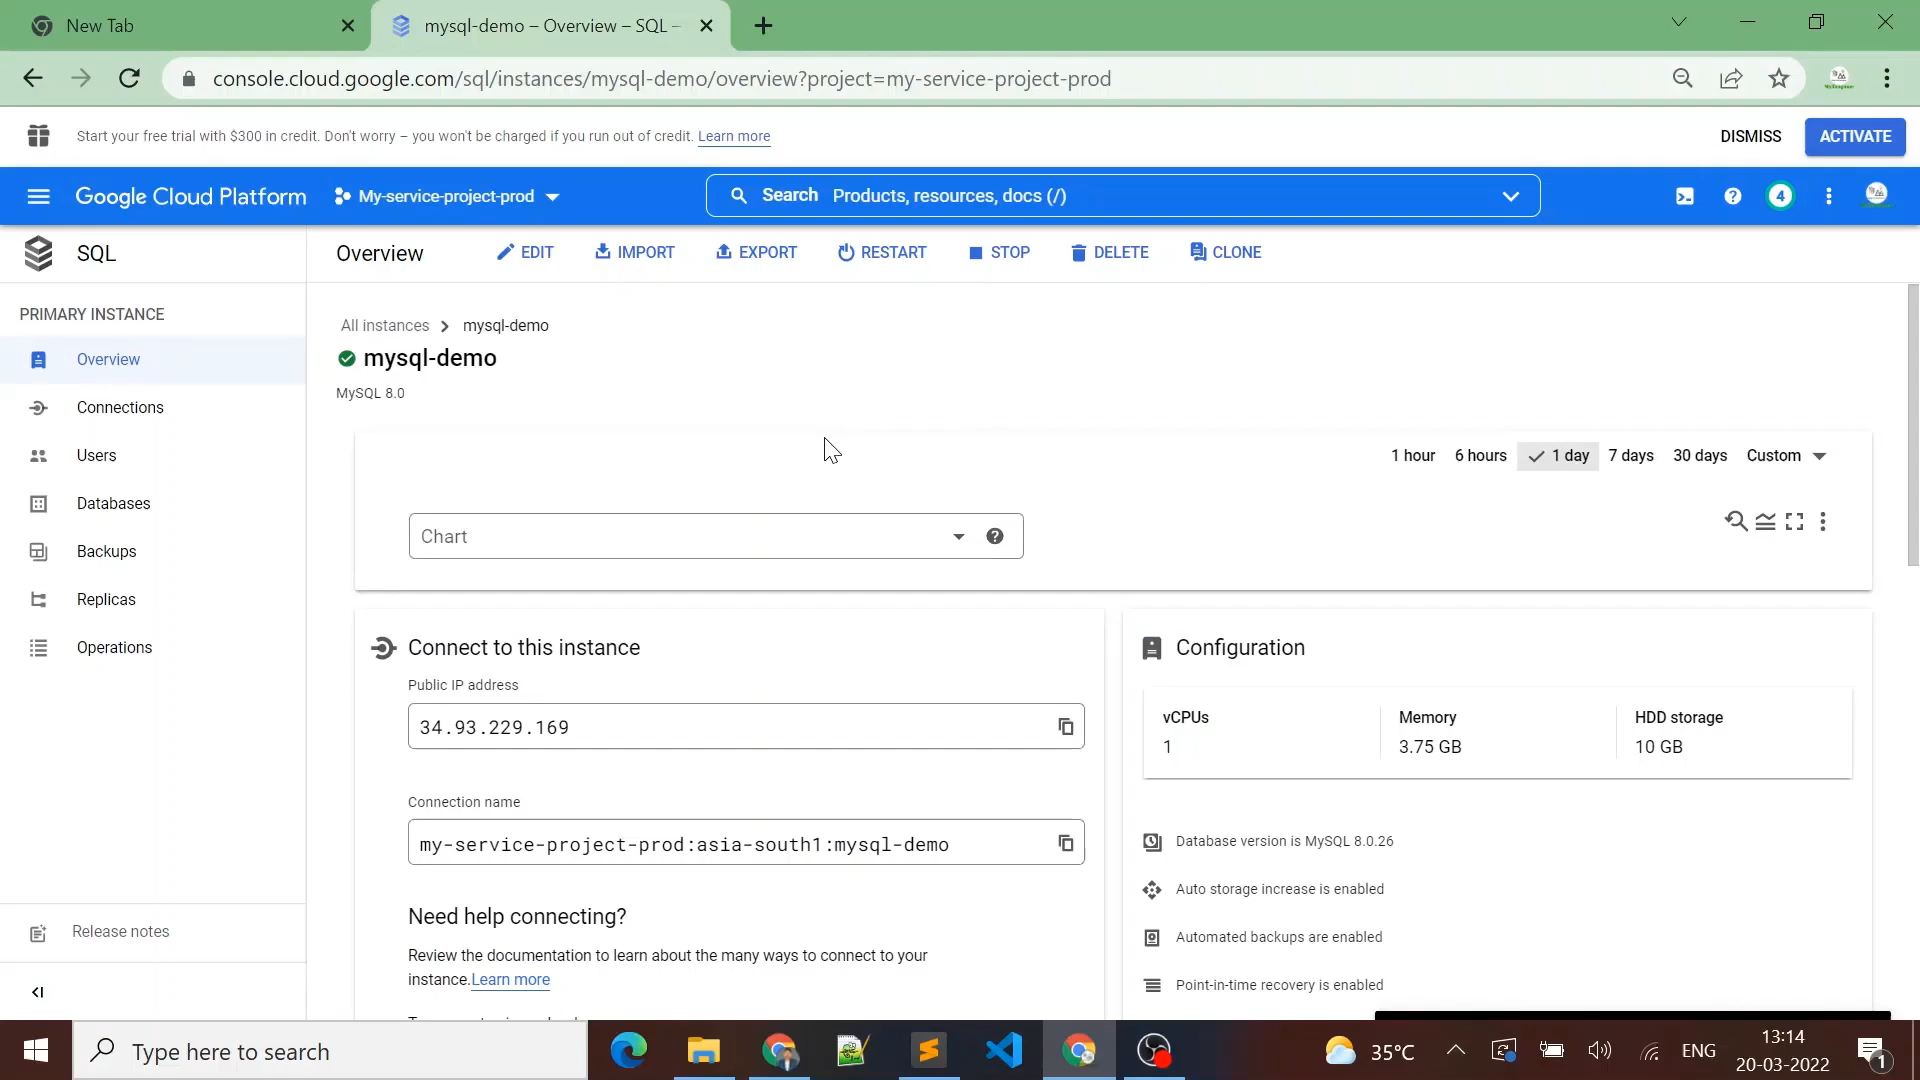 New Tab
mysql-demo – Overview – SQL –
console.cloud.google.com/sql/instances/mysql-demo/overview?project=my-service-project-prod
Start your free trial with $300 in credit. Don't worry – you won't be charged if you run out of credit. Learn more
DISMISS
ACTIVATE
Google Cloud Platform
My-service-project-prod
Search Products, resources, docs (/)
4
SQL
Overview
EDIT
IMPORT
EXPORT
RESTART
STOP
DELETE
CLONE
PRIMARY INSTANCE
Overview
Connections
Users
Databases
Backups
Replicas
Operations
Release notes
All instances
mysql-demo
mysql-demo
MySQL 8.0
1 hour
6 hours
1 day
7 days
30 days
Custom
Chart
Connect to this instance
Public IP address
34.93.229.169
Connection name
my-service-project-prod:asia-south1:mysql-demo
Need help connecting?
Review the documentation to learn about the many ways to connect to your
instance.Learn more
Configuration
vCPUs
1
Memory
3.75 GB
HDD storage
10 GB
Database version is MySQL 8.0.26
Auto storage increase is enabled
Automated backups are enabled
Point-in-time recovery is enabled
Type here to search
35°C
ENG
13:14
20-03-2022
1